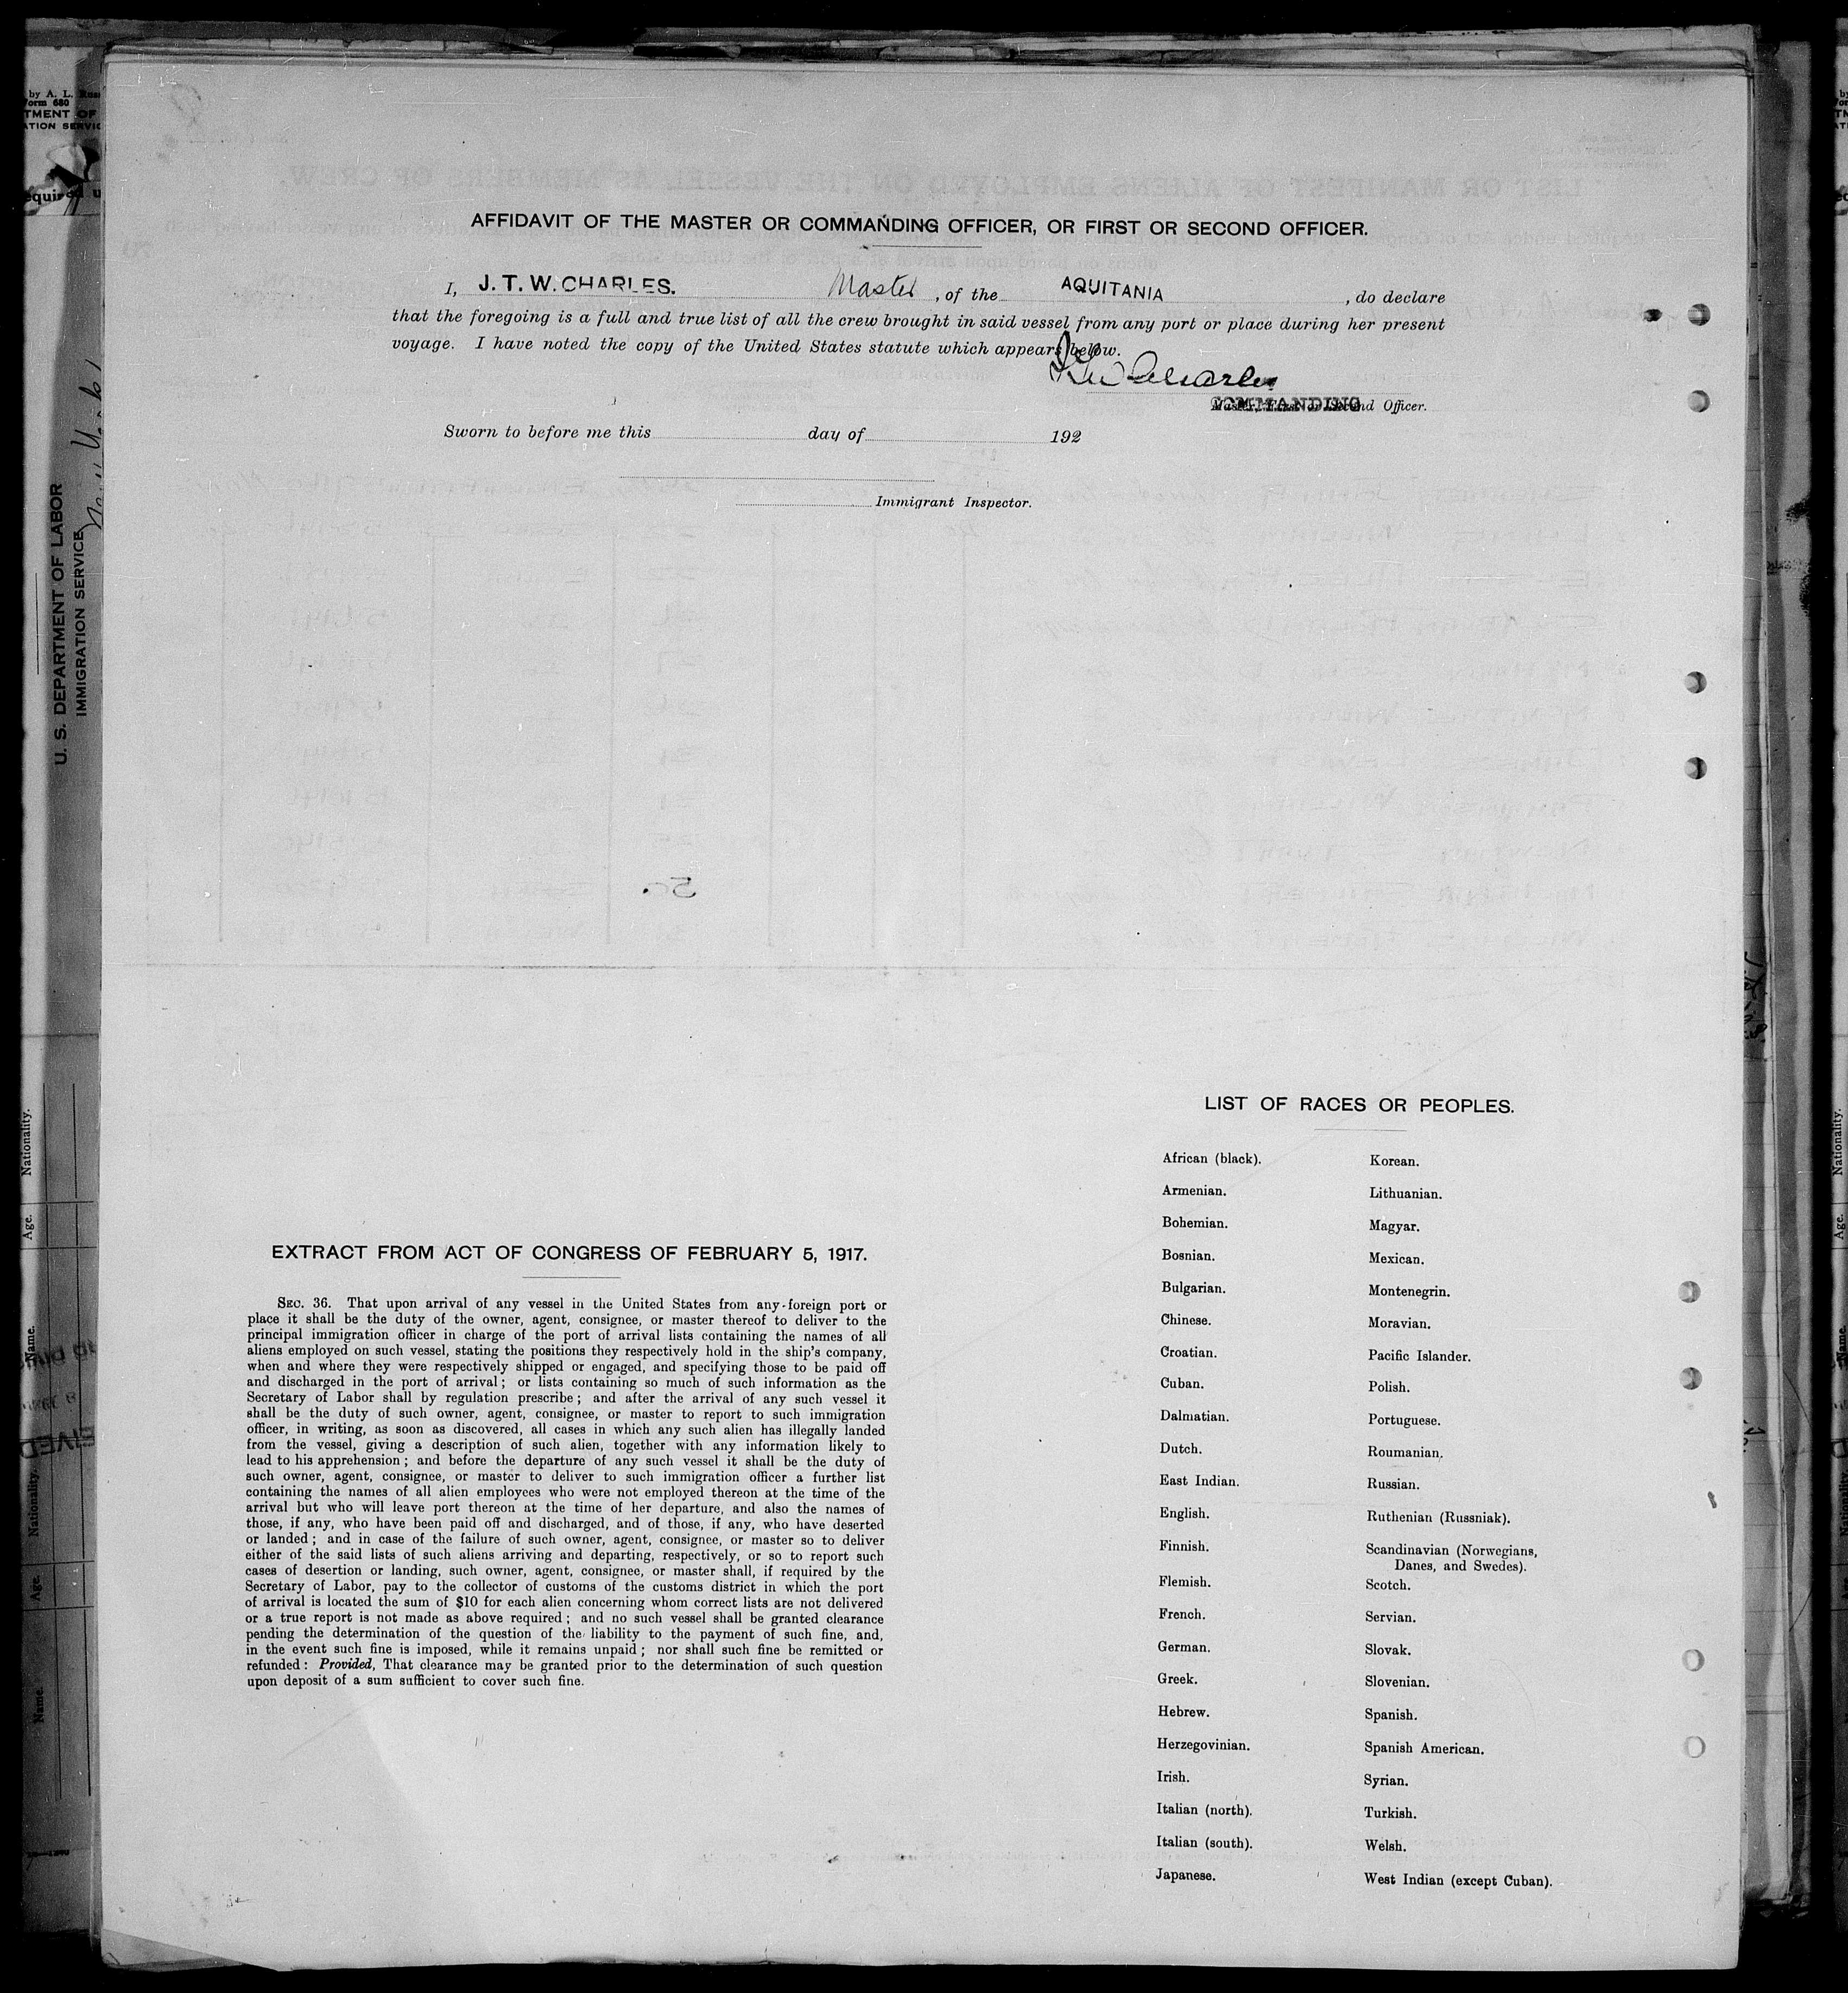 AFFIDAVIT OF THE MASTER OR COMMANDING OFFICER, OR FIRST OR SECOND OFFICER.
I, J. T. W. CHARLES. Master , of the AQUITANIA , do declare
that the foregoing is a full and true list of all the crew brought in said vessel from any port or place during her present
voyage. I have noted the copy of the United States statute which appears below.
JTW Charles
COMMANDING
Master, First or Second Officer.
Sworn to before me this day of 192
Immigrant Inspector.
EXTRACT FROM ACT OF CONGRESS OF FEBRUARY 5, 1917.
SEC. 36. That upon arrival of any vessel in the United States from any foreign port or
place it shall be the duty of the owner, agent, consignee, or master thereof to deliver to the
principal immigration officer in charge of the port of arrival lists containing the names of all
aliens employed on such vessel, stating the positions they respectively hold in the ship's company,
when and where they were respectively shipped or engaged, and specifying those to be paid off
and discharged in the port of arrival; or lists containing so much of such information as the
Secretary of Labor shall by regulation prescribe; and after the arrival of any such vessel it
shall be the duty of such owner, agent, consignee, or master to report to such immigration
officer, in writing, as soon as discovered, all cases in which any such alien has illegally landed
from the vessel, giving a description of such alien, together with any information likely to
lead to his apprehension; and before the departure of any such vessel it shall be the duty of
such owner, agent, consignee, or master to deliver to such immigration officer a further list
containing the names of all alien employees who were not employed thereon at the time of the
arrival but who will leave port thereon at the time of her departure, and also the names of
those, if any, who have been paid off and discharged, and of those, if any, who have deserted
or landed; and in case of the failure of such owner, agent, consignee, or master so to deliver
either of the said lists of such aliens arriving and departing, respectively, or so to report such
cases of desertion or landing, such owner, agent, consignee, or master shall, if required by the
Secretary of Labor, pay to the collector of customs of the customs district in which the port
of arrival is located the sum of $10 for each alien concerning whom correct lists are not delivered
or a true report is not made as above required; and no such vessel shall be granted clearance
pending the determination of the question of the liability to the payment of such fine, and,
in the event such fine is imposed, while it remains unpaid; nor shall such fine be remitted or
refunded: Provided, That clearance may be granted prior to the determination of such question
upon deposit of a sum sufficient to cover such fine.
LIST OF RACES OR PEOPLES.
African (black).
Armenian.
Bohemian.
Bosnian.
Bulgarian.
Chinese.
Croatian.
Cuban.
Dalmatian.
Dutch.
East Indian.
English.
Finnish.
Flemish.
French.
German.
Greek.
Hebrew.
Herzegovinian.
Irish.
Italian (north).
Italian (south).
Japanese.
Korean.
Lithuanian.
Magyar.
Mexican.
Montenegrin.
Moravian.
Pacific Islander.
Polish.
Portuguese.
Roumanian.
Russian.
Ruthenian (Russniak).
Scandinavian (Norwegians,
Danes, and Swedes).
Scotch.
Servian.
Slovak.
Slovenian.
Spanish.
Spanish American.
Syrian.
Turkish.
Welsh.
West Indian (except Cuban).
U. S. DEPARTMENT OF LABOR
IMMIGRATION SERVICE
Nationality.
Age.
Name.
Nationality.
Age.
Name.